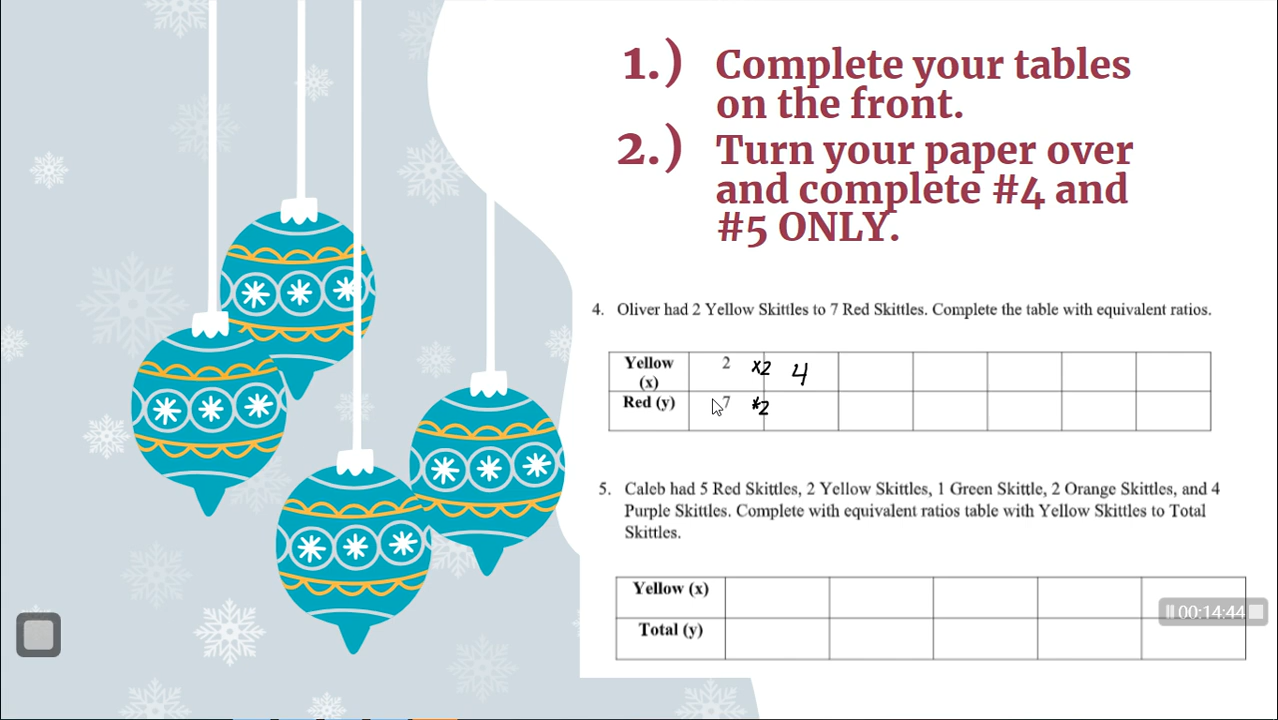 1.) Complete your tables
on the front.
2.) Turn your paper over
and complete #4 and
#5 ONLY.
4. Oliver had 2 Yellow Skittles to 7 Red Skittles. Complete the table with equivalent ratios.
Yellow 2 x2 4
(x)
Red (y) 7 *2
5. Caleb had 5 Red Skittles, 2 Yellow Skittles, 1 Green Skittle, 2 Orange Skittles, and 4
Purple Skittles. Complete with equivalent ratios table with Yellow Skittles to Total
Skittles.
Yellow (x)
00:14:44
Total (y)